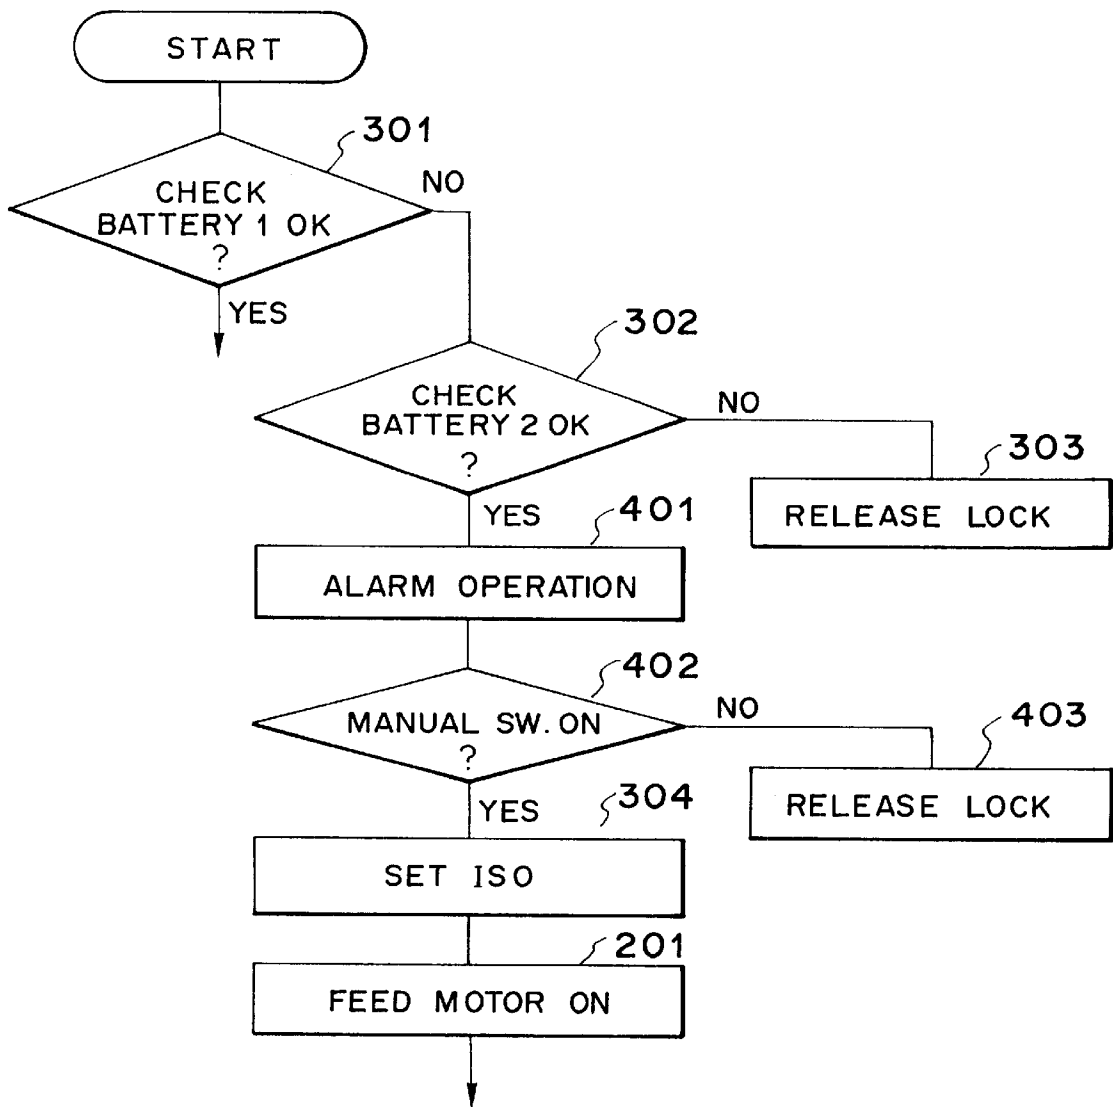 START
301
CHECK
BATTERY 1 OK
?
NO
YES
302
CHECK
BATTERY 2 OK
?
NO
303
RELEASE LOCK
YES
401
ALARM OPERATION
402
MANUAL SW. ON
?
NO
403
RELEASE LOCK
YES
304
SET ISO
201
FEED MOTOR ON